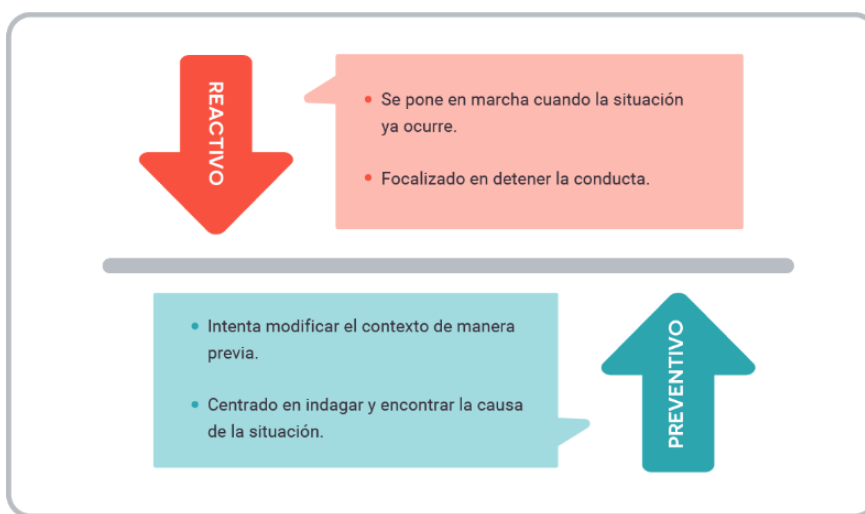 REACTIVO
• Se pone en marcha cuando la situación
ya ocurre.
• Focalizado en detener la conducta.
• Intenta modificar el contexto de manera
previa.
• Centrado en indagar y encontrar la causa
de la situación.
PREVENTIVO